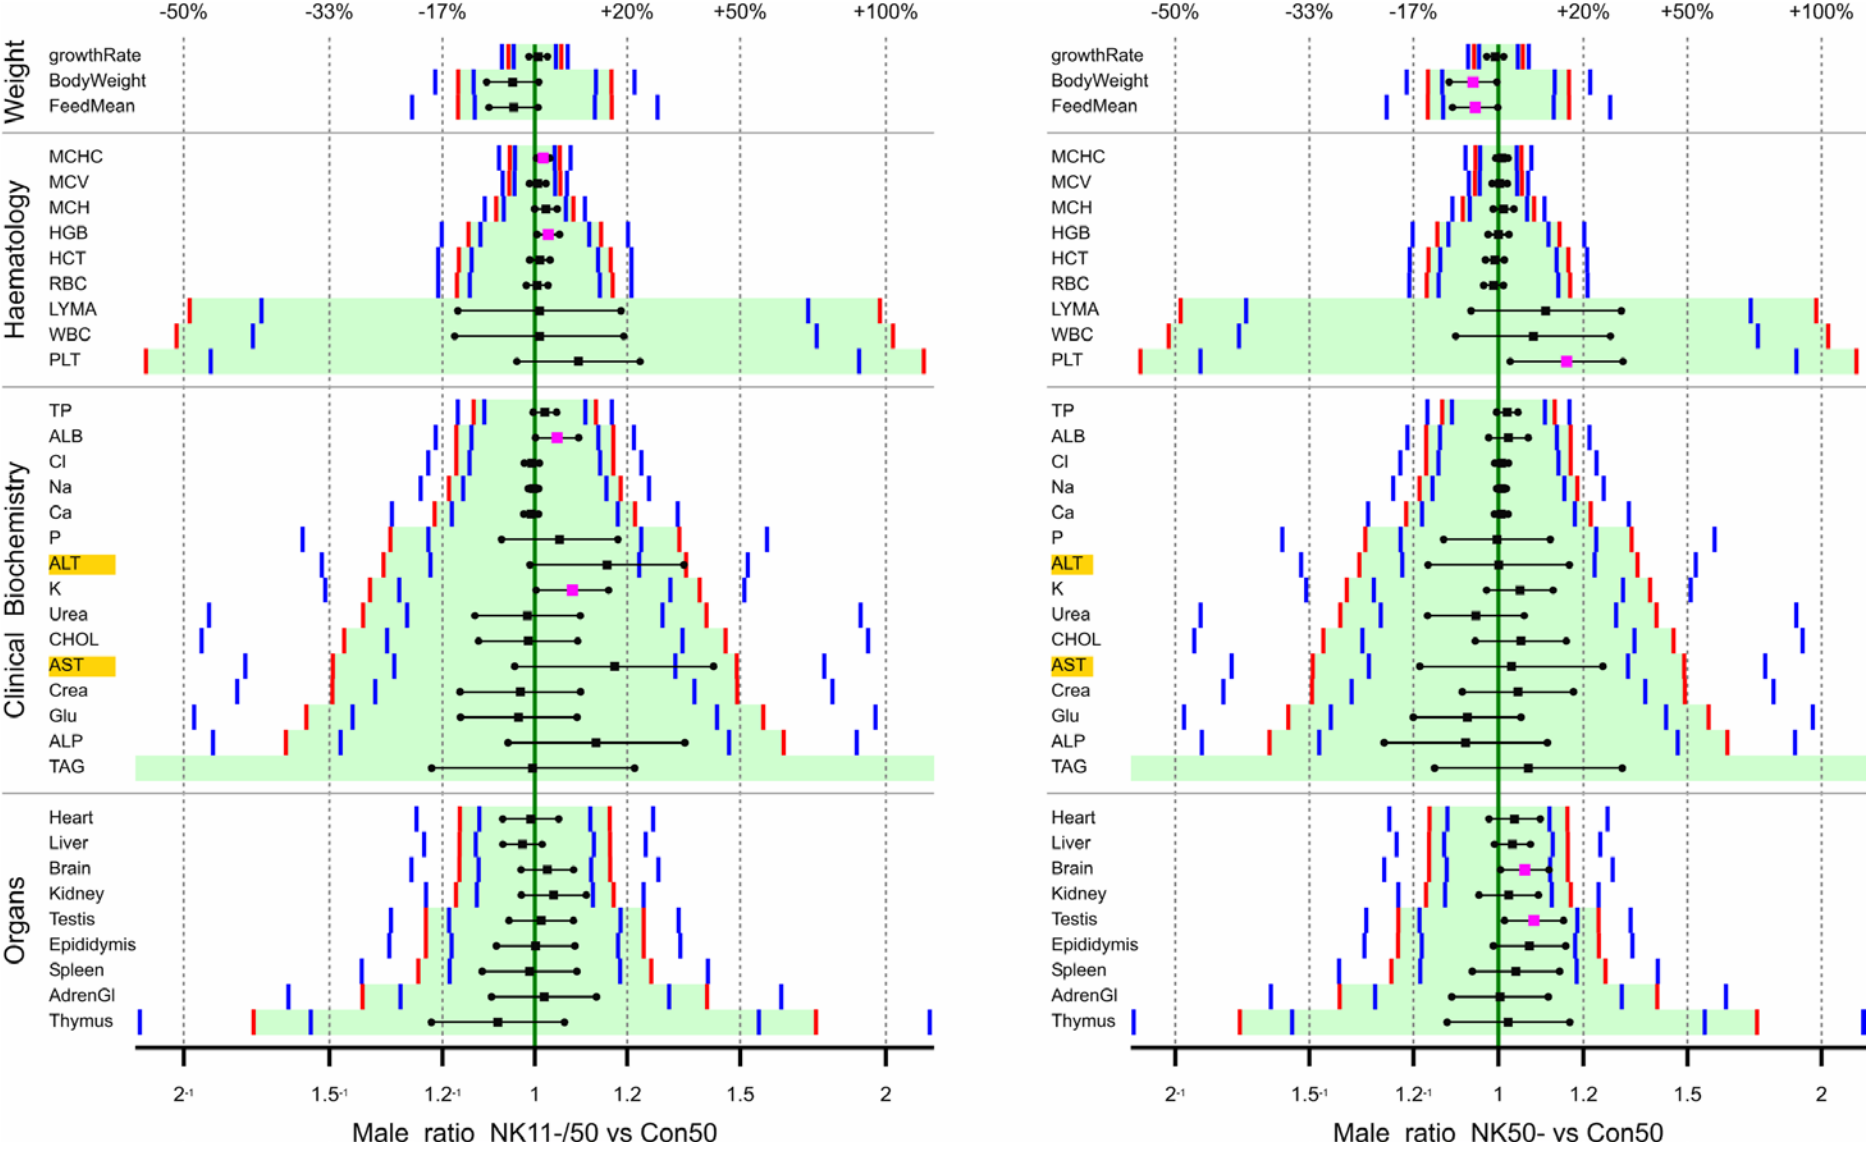 -50% -33% -17% +20% +50% +100%
Weight
growthRate
BodyWeight
FeedMean
Haematology
MCHC
MCV
MCH
HGB
HCT
RBC
LYMA
WBC
PLT
Clinical Biochemistry
TP
ALB
Cl
Na
Ca
P
ALT
K
Urea
CHOL
AST
Crea
Glu
ALP
TAG
Organs
Heart
Liver
Brain
Kidney
Testis
Epididymis
Spleen
AdrenGl
Thymus
2⁻¹ 1.5⁻¹ 1.2⁻¹ 1 1.2 1.5 2
Male ratio NK11-/50 vs Con50
-50% -33% -17% +20% +50% +100%
growthRate
BodyWeight
FeedMean
MCHC
MCV
MCH
HGB
HCT
RBC
LYMA
WBC
PLT
TP
ALB
Cl
Na
Ca
P
ALT
K
Urea
CHOL
AST
Crea
Glu
ALP
TAG
Heart
Liver
Brain
Kidney
Testis
Epididymis
Spleen
AdrenGl
Thymus
2⁻¹ 1.5⁻¹ 1.2⁻¹ 1 1.2 1.5 2
Male ratio NK50- vs Con50